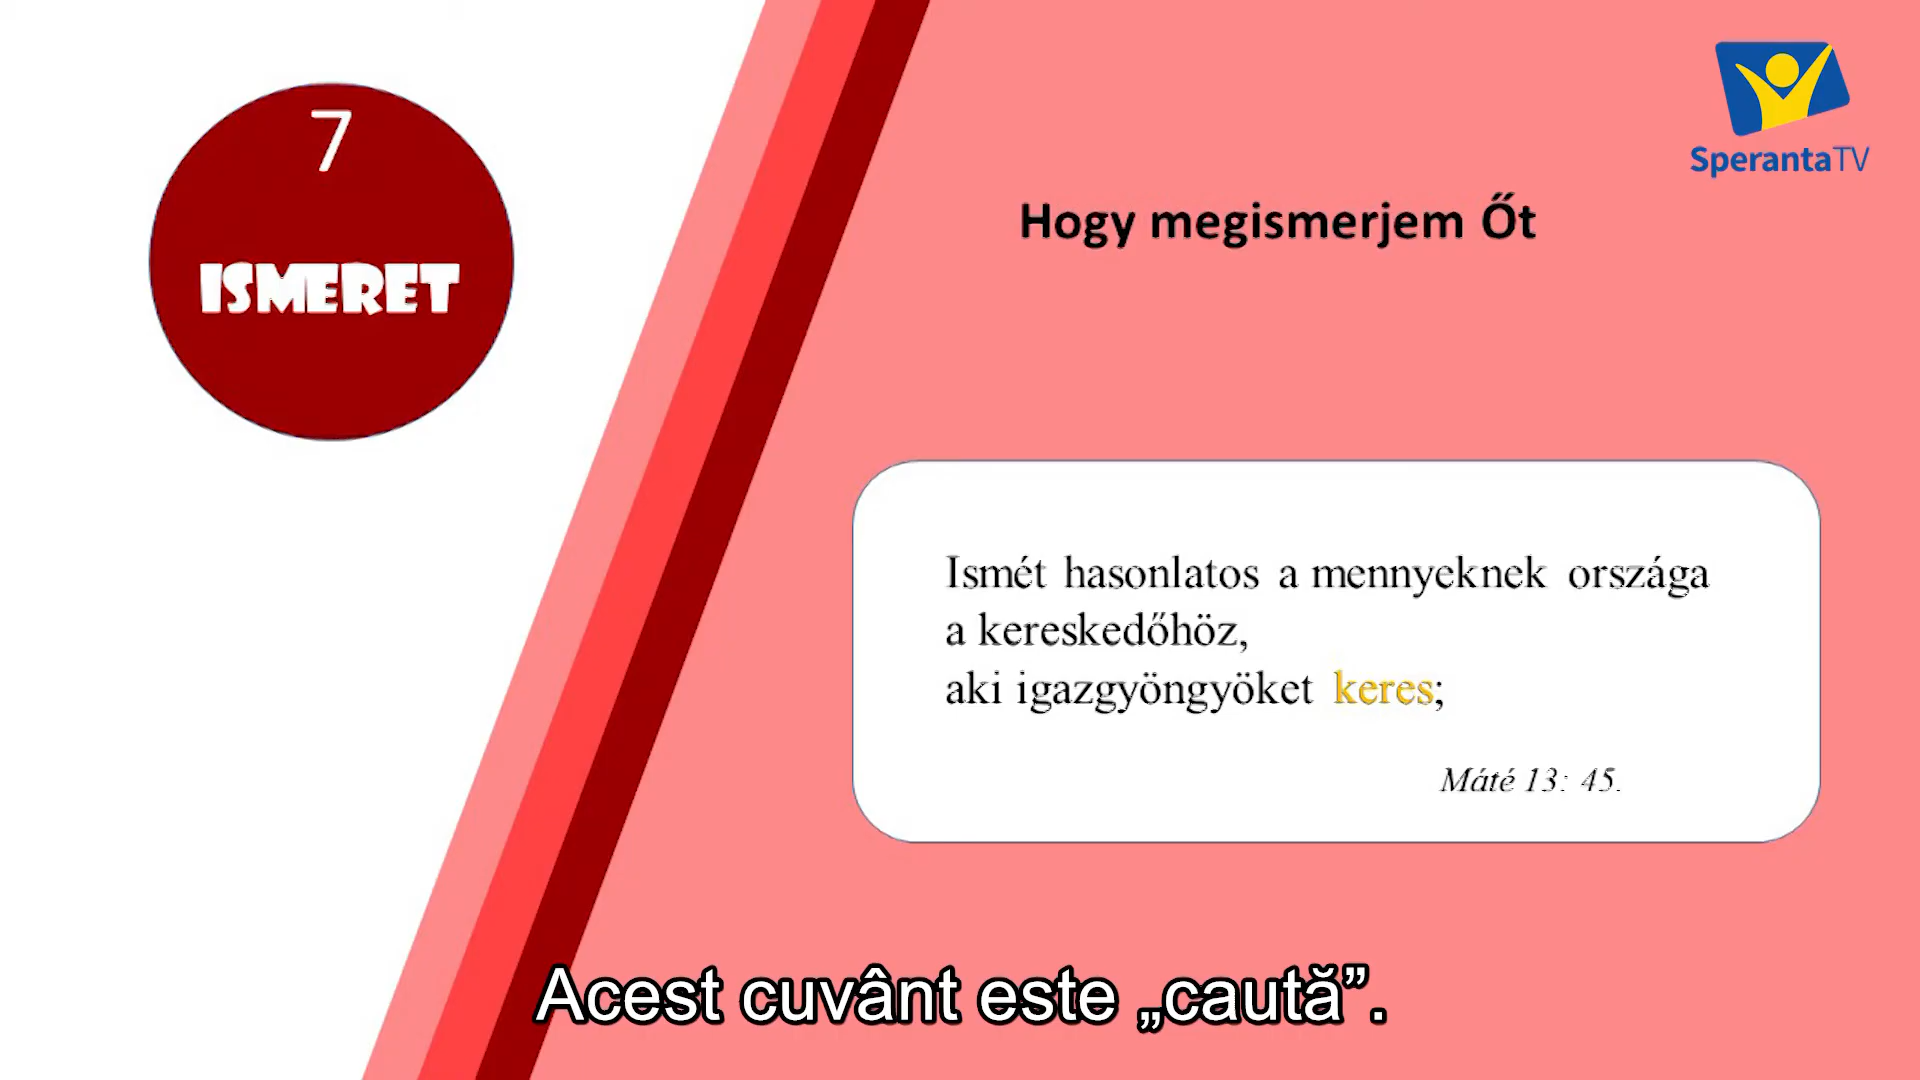 7
ISMERET
SperantaTV
Hogy megismerjem Őt
Ismét hasonlatos a mennyeknek országa
a kereskedőhöz,
aki igazgyöngyöket keres;
Máté 13: 45.
Acest cuvânt este „caută”.